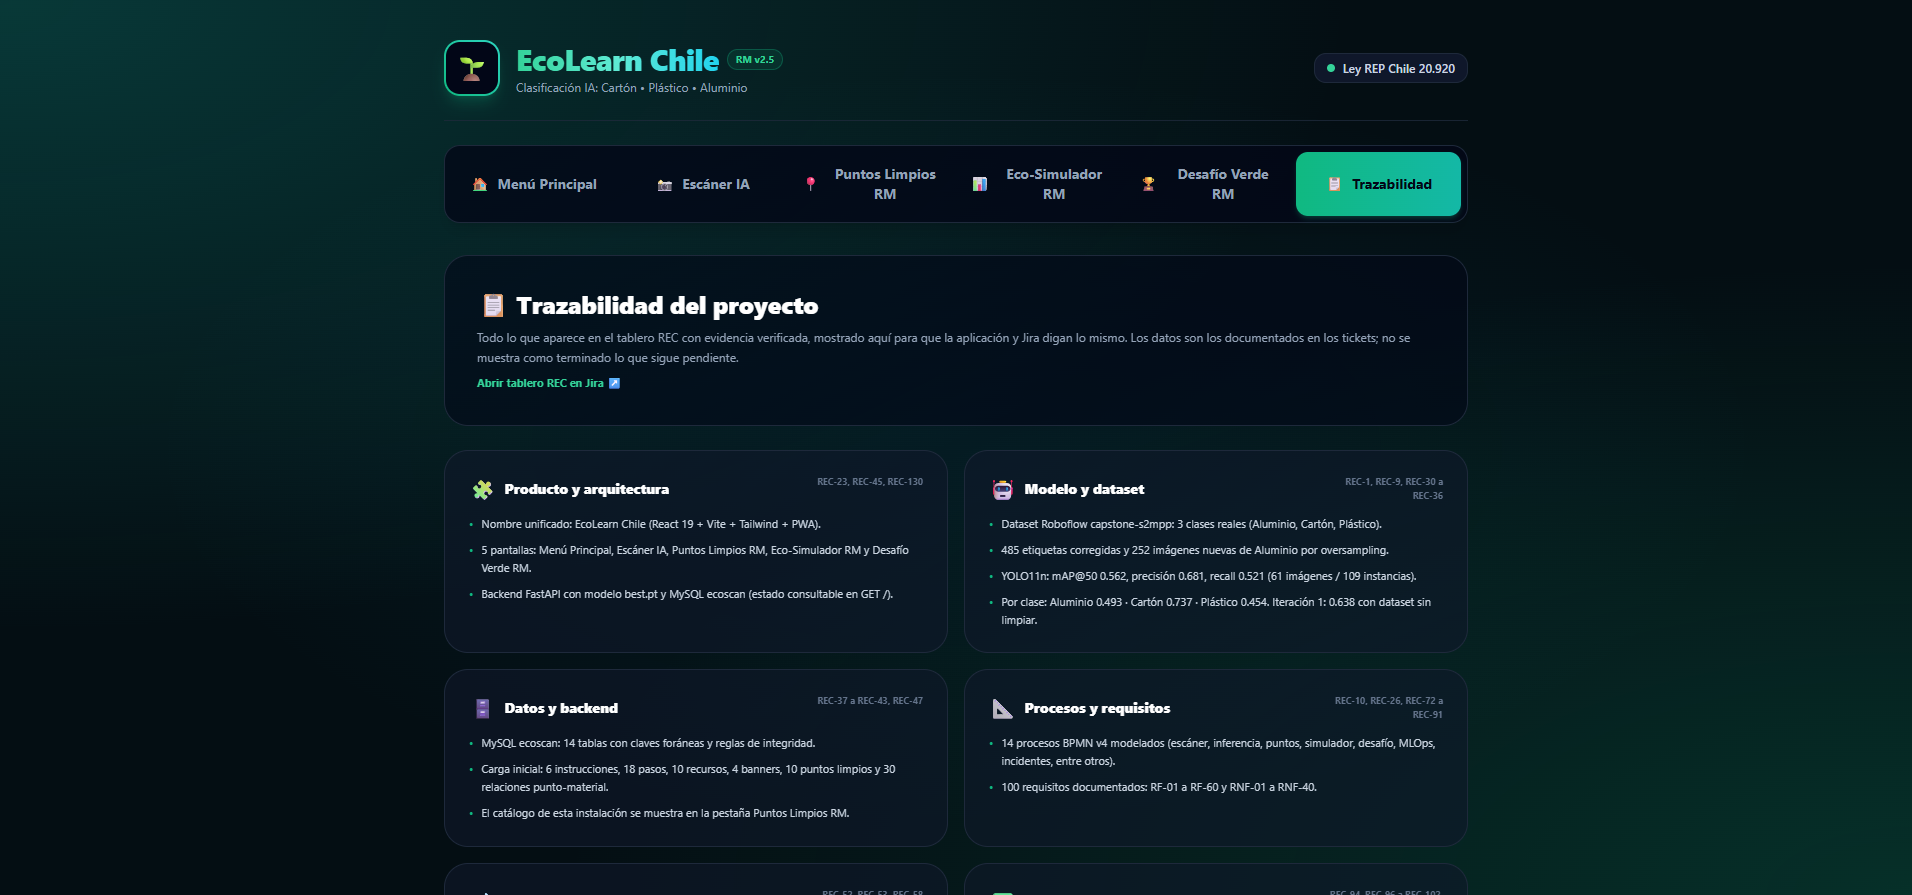 EcoLearn Chile
RM v2.5
Clasificación IA: Cartón • Plástico • Aluminio
Ley REP Chile 20.920
Menú Principal
Escáner IA
Puntos Limpios
RM
Eco-Simulador
RM
Desafío Verde
RM
Trazabilidad
Trazabilidad del proyecto
Todo lo que aparece en el tablero REC con evidencia verificada, mostrado aquí para que la aplicación y Jira digan lo mismo. Los datos son los documentados en los tickets; no se
muestra como terminado lo que sigue pendiente.
Abrir tablero REC en Jira
Producto y arquitectura
REC-23, REC-45, REC-130
• Nombre unificado: EcoLearn Chile (React 19 + Vite + Tailwind + PWA).
• 5 pantallas: Menú Principal, Escáner IA, Puntos Limpios RM, Eco-Simulador RM y Desafío
Verde RM.
• Backend FastAPI con modelo best.pt y MySQL ecoscan (estado consultable en GET /).
Modelo y dataset
REC-1, REC-9, REC-30 a
REC-36
• Dataset Roboflow capstone-s2mpp: 3 clases reales (Aluminio, Cartón, Plástico).
• 485 etiquetas corregidas y 252 imágenes nuevas de Aluminio por oversampling.
• YOLO11n: mAP@50 0.562, precisión 0.681, recall 0.521 (61 imágenes / 109 instancias).
• Por clase: Aluminio 0.493 · Cartón 0.737 · Plástico 0.454. Iteración 1: 0.638 con dataset sin
limpiar.
Datos y backend
REC-37 a REC-43, REC-47
• MySQL ecoscan: 14 tablas con claves foráneas y reglas de integridad.
• Carga inicial: 6 instrucciones, 18 pasos, 10 recursos, 4 banners, 10 puntos limpios y 30
relaciones punto-material.
• El catálogo de esta instalación se muestra en la pestaña Puntos Limpios RM.
Procesos y requisitos
REC-10, REC-26, REC-72 a
REC-91
• 14 procesos BPMN v4 modelados (escáner, inferencia, puntos, simulador, desafío, MLOps,
incidentes, entre otros).
• 100 requisitos documentados: RF-01 a RF-60 y RNF-01 a RNF-40.
REC-52, REC-53, REC-58
REC-94, REC-96 a REC-102,